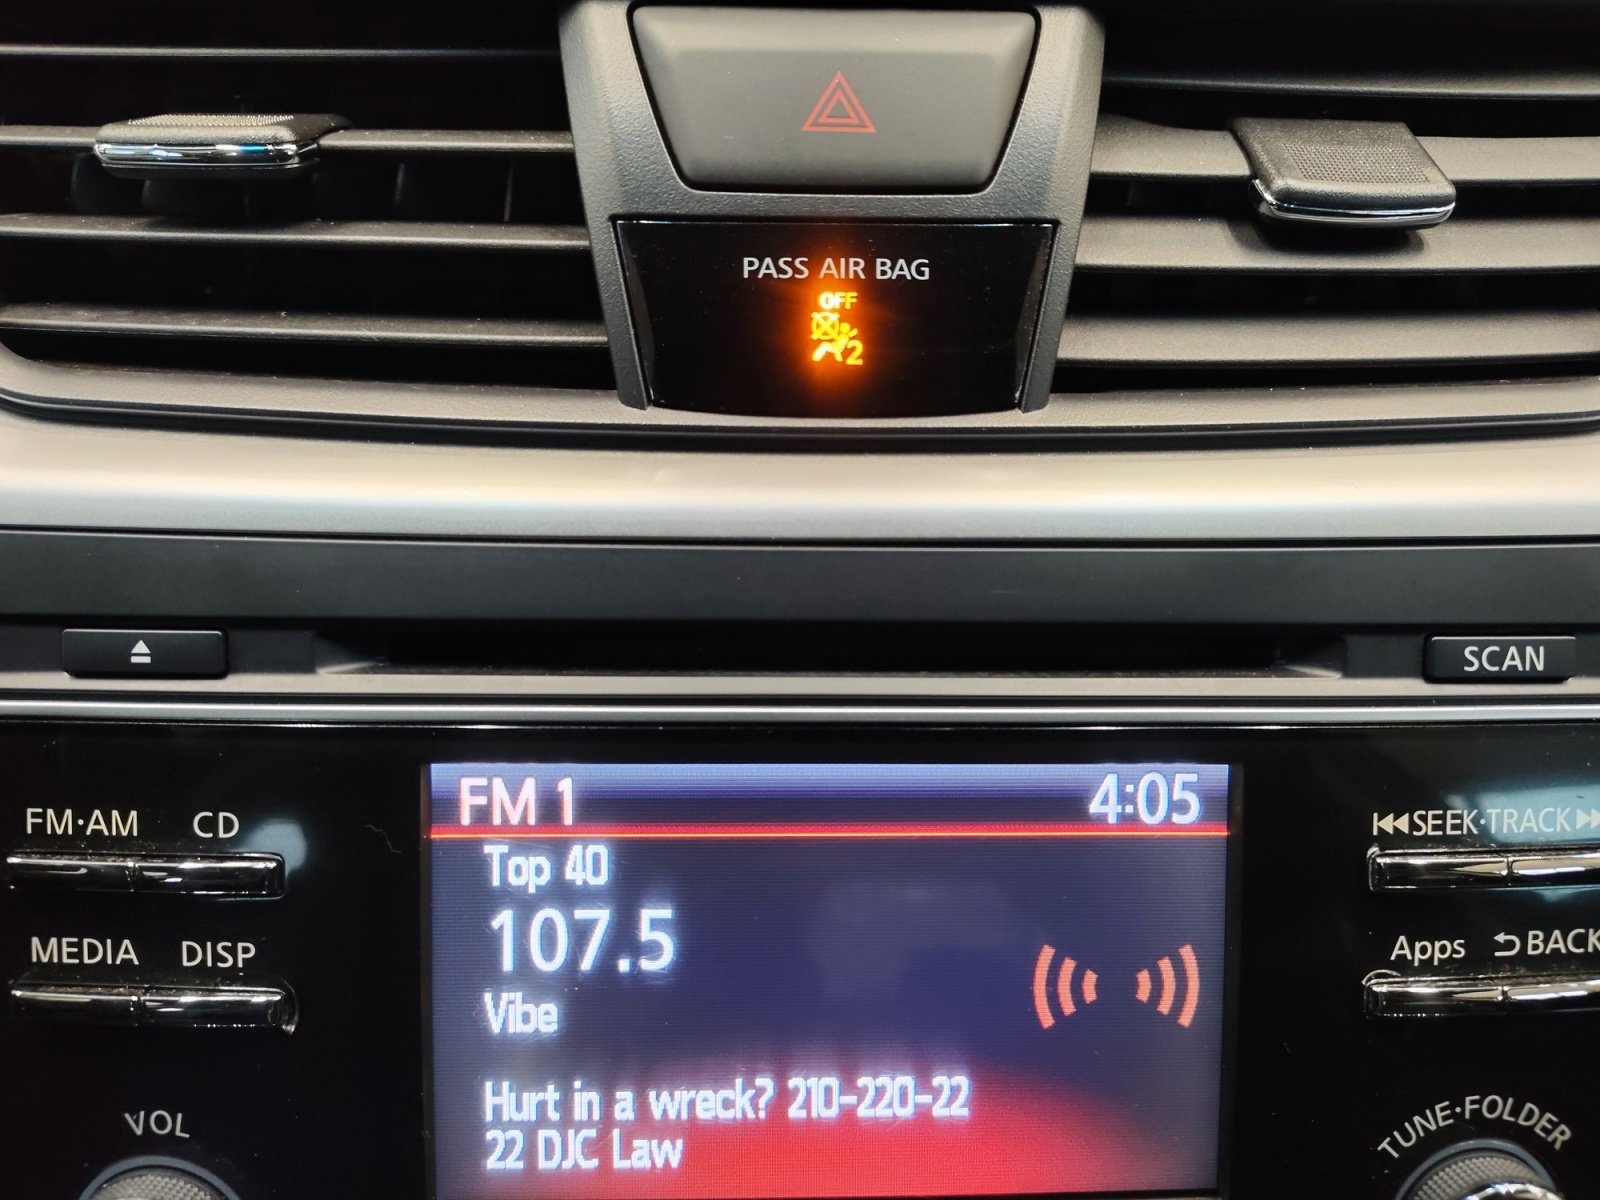 PASS AIR BAG
OFF
2
SCAN
FM·AM CD
FM 1 4:05
SEEK·TRACK
Top 40
107.5
MEDIA DISP
Apps BACK
Vibe
Hurt in a wreck? 210-220-22
22 DJC Law
VOL
TUNE·FOLDER